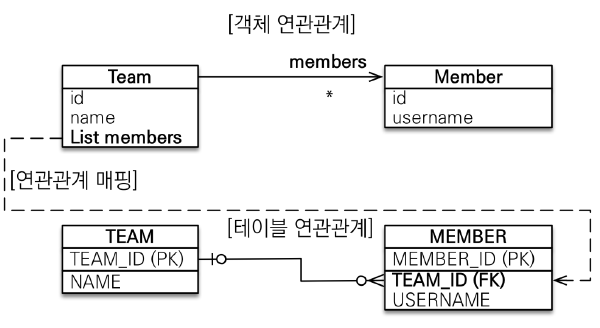 [객체 연관관계]
Team
id
name
List members
members
*
Member
id
username
[연관관계 매핑]
[테이블 연관관계]
TEAM
TEAM_ID (PK)
NAME
MEMBER
MEMBER_ID (PK)
TEAM_ID (FK)
USERNAME